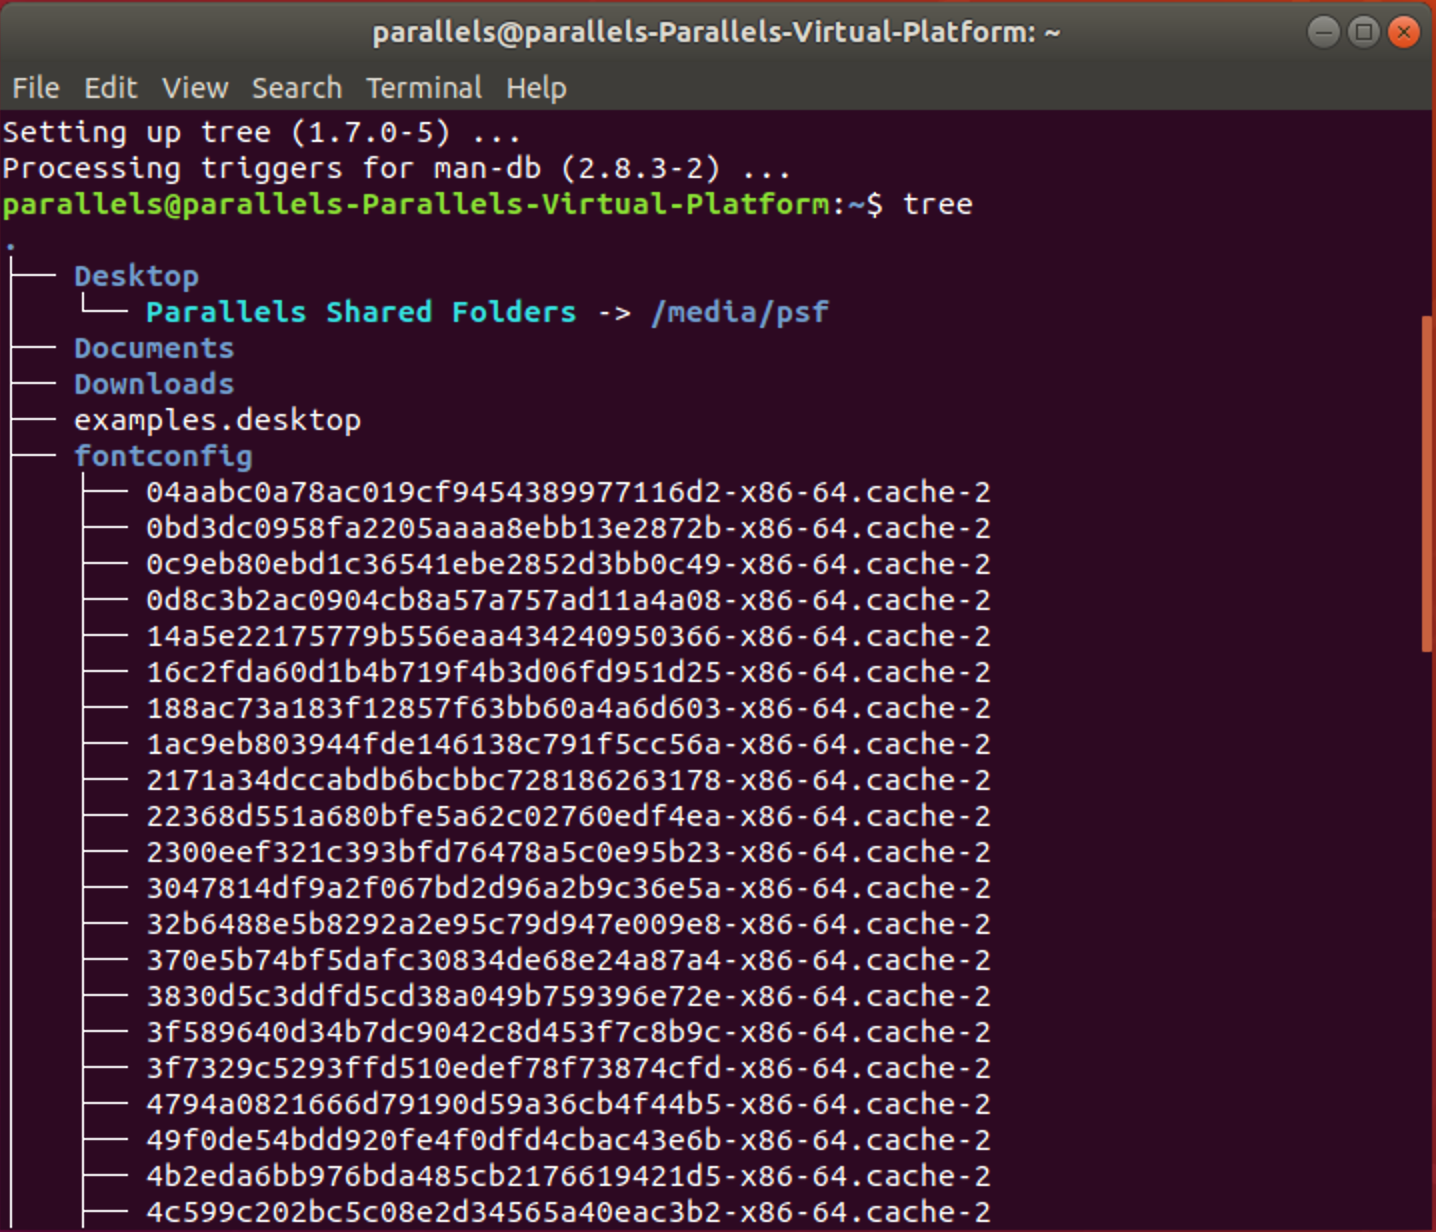 parallels@parallels-Parallels-Virtual-Platform: ~
File Edit View Search Terminal Help
Setting up tree (1.7.0-5) ...
Processing triggers for man-db (2.8.3-2) ...
parallels@parallels-Parallels-Virtual-Platform:~$ tree
.
├── Desktop
│   └── Parallels Shared Folders -> /media/psf
├── Documents
├── Downloads
├── examples.desktop
├── fontconfig
│   ├── 04aabc0a78ac019cf9454389977116d2-x86-64.cache-2
│   ├── 0bd3dc0958fa2205aaaa8ebb13e2872b-x86-64.cache-2
│   ├── 0c9eb80ebd1c36541ebe2852d3bb0c49-x86-64.cache-2
│   ├── 0d8c3b2ac0904cb8a57a757ad11a4a08-x86-64.cache-2
│   ├── 14a5e22175779b556eaa434240950366-x86-64.cache-2
│   ├── 16c2fda60d1b4b719f4b3d06fd951d25-x86-64.cache-2
│   ├── 188ac73a183f12857f63bb60a4a6d603-x86-64.cache-2
│   ├── 1ac9eb803944fde146138c791f5cc56a-x86-64.cache-2
│   ├── 2171a34dccabdb6bcbbc728186263178-x86-64.cache-2
│   ├── 22368d551a680bfe5a62c02760edf4ea-x86-64.cache-2
│   ├── 2300eef321c393bfd76478a5c0e95b23-x86-64.cache-2
│   ├── 3047814df9a2f067bd2d96a2b9c36e5a-x86-64.cache-2
│   ├── 32b6488e5b8292a2e95c79d947e009e8-x86-64.cache-2
│   ├── 370e5b74bf5dafc30834de68e24a87a4-x86-64.cache-2
│   ├── 3830d5c3ddfd5cd38a049b759396e72e-x86-64.cache-2
│   ├── 3f589640d34b7dc9042c8d453f7c8b9c-x86-64.cache-2
│   ├── 3f7329c5293ffd510edef78f73874cfd-x86-64.cache-2
│   ├── 4794a0821666d79190d59a36cb4f44b5-x86-64.cache-2
│   ├── 49f0de54bdd920fe4f0dfd4cbac43e6b-x86-64.cache-2
│   ├── 4b2eda6bb976bda485cb2176619421d5-x86-64.cache-2
│   ├── 4c599c202bc5c08e2d34565a40eac3b2-x86-64.cache-2